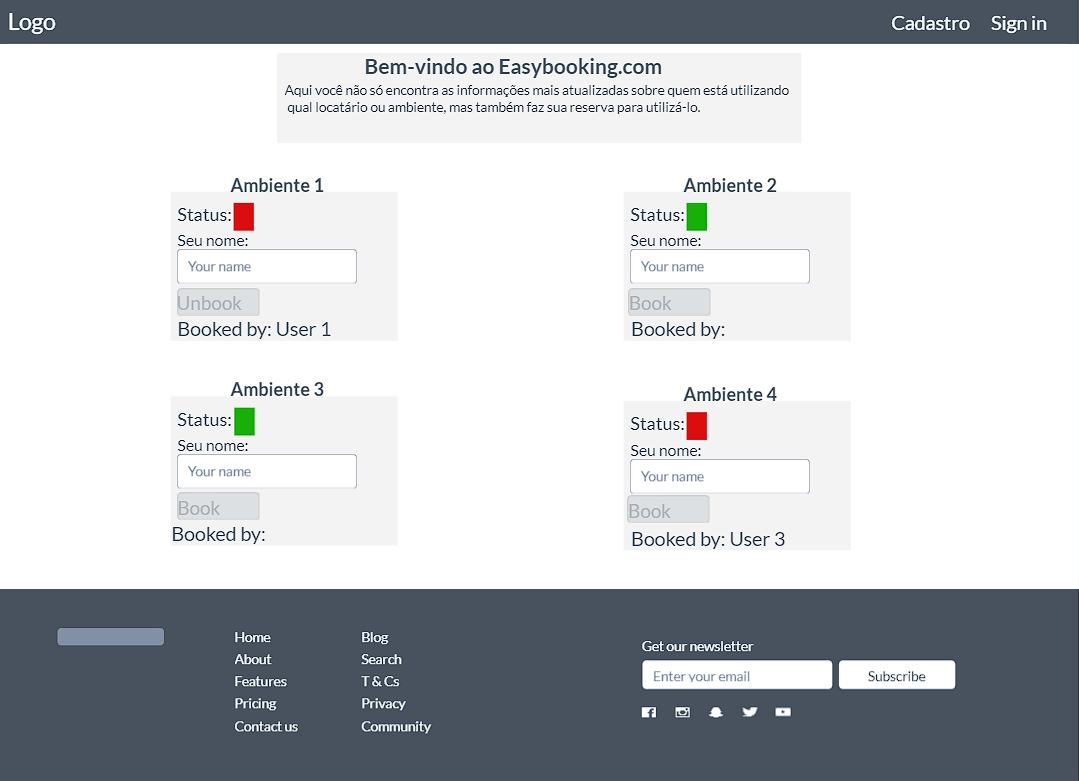 Logo
Cadastro
Sign in
Bem-vindo ao Easybooking.com
Aqui você não só encontra as informações mais atualizadas sobre quem está utilizando
qual locatário ou ambiente, mas também faz sua reserva para utilizá-lo.
Ambiente 1
Status:
Seu nome:
Your name
Unbook
Booked by: User 1
Ambiente 2
Status:
Seu nome:
Your name
Book
Booked by:
Ambiente 3
Status:
Seu nome:
Your name
Book
Booked by:
Ambiente 4
Status:
Seu nome:
Your name
Book
Booked by: User 3
Home
About
Features
Pricing
Contact us
Blog
Search
T & Cs
Privacy
Community
Get our newsletter
Enter your email
Subscribe